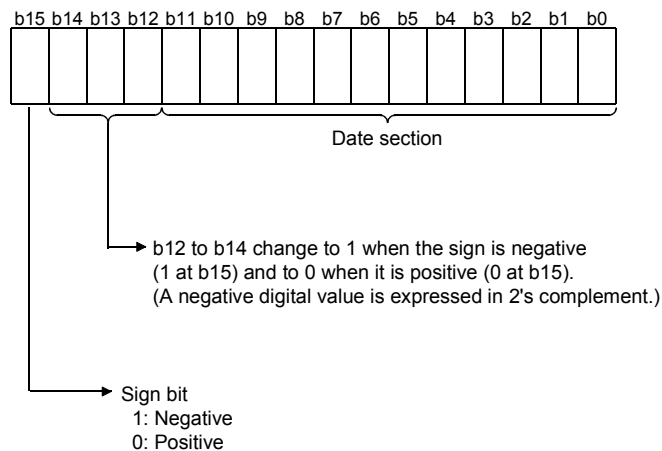 b15 b14 b13 b12 b11 b10 b9 b8 b7 b6 b5 b4 b3 b2 b1 b0
Date section
b12 to b14 change to 1 when the sign is negative
(1 at b15) and to 0 when it is positive (0 at b15).
(A negative digital value is expressed in 2's complement.)
Sign bit
1: Negative
0: Positive